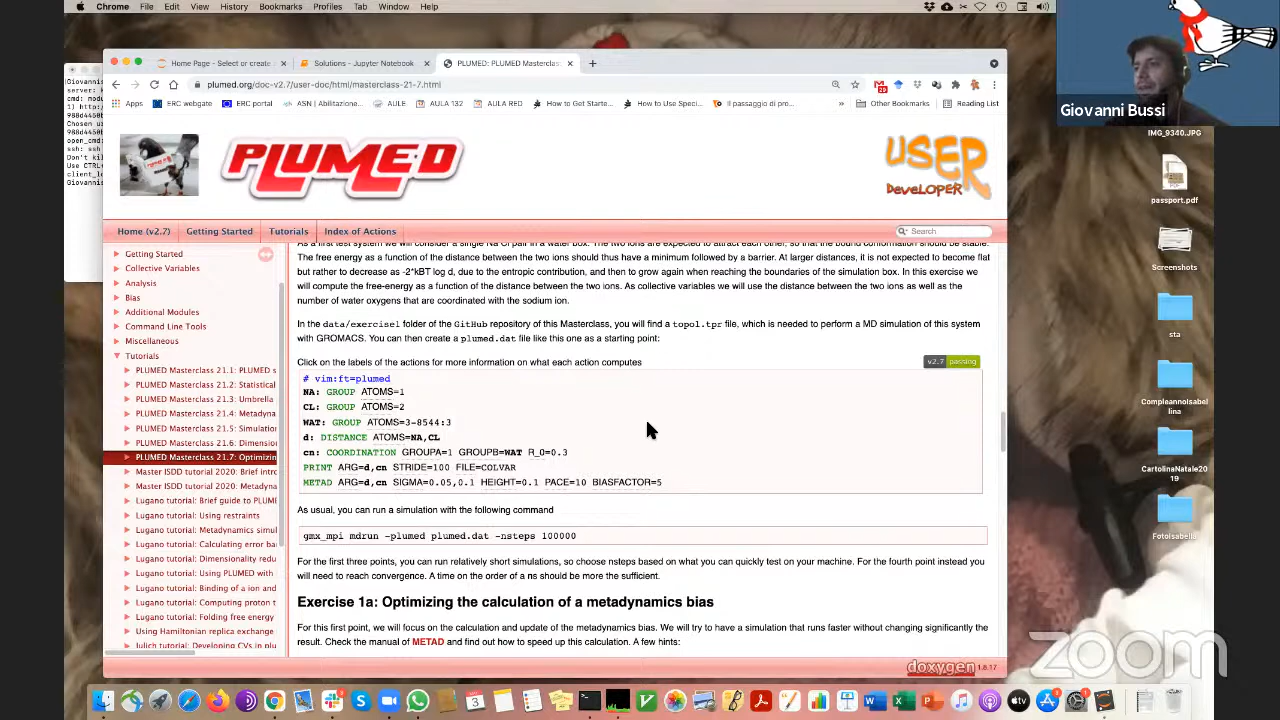 Chrome File Edit View History Bookmarks Profiles Tab Window Help
Home Page - Select or create
Solutions - Jupyter Notebook
PLUMED: PLUMED Masterclass
plumed.org/doc-v2.7/user-doc/html/masterclass-21-7.html
Apps ERC webgate ERC portal ASN | Abilitazione... AULE AULA 132 AULA RED How to Get Starte... How to Use Speci... Il passaggio di pro... Other Bookmarks Reading List
PLUMED
USER
DEVELOPER
Home (v2.7) Getting Started Tutorials Index of Actions Search
Getting Started
Collective Variables
Analysis
Bias
Additional Modules
Command Line Tools
Miscellaneous
Tutorials
PLUMED Masterclass 21.1: PLUMED s
PLUMED Masterclass 21.2: Statistical
PLUMED Masterclass 21.3: Umbrella
PLUMED Masterclass 21.4: Metadyna
PLUMED Masterclass 21.5: Simulation
PLUMED Masterclass 21.6: Dimension
PLUMED Masterclass 21.7: Optimizin
Master ISDD tutorial 2020: Brief intro
Master ISDD tutorial 2020: Metadyna
Lugano tutorial: Brief guide to PLUM
Lugano tutorial: Using restraints
Lugano tutorial: Metadynamics simul
Lugano tutorial: Calculating error ba
Lugano tutorial: Dimensionality redu
Lugano tutorial: Using PLUMED with
Lugano tutorial: Binding of a ion and
Lugano tutorial: Computing proton t
Lugano tutorial: Folding free energy
Using Hamiltonian replica exchange
Julich tutorial: Developing CVs in plu
The free energy as a function of the distance between the two ions should thus have a minimum followed by a barrier. At larger distances, it is not expected to become flat
but rather to decrease as -2*kBT log d, due to the entropic contribution, and then to grow again when reaching the boundaries of the simulation box. In this exercise we
will compute the free-energy as a function of the distance between the two ions. As collective variables we will use the distance between the two ions as well as the
number of water oxygens that are coordinated with the sodium ion.
In the data/exercise1 folder of the GitHub repository of this Masterclass, you will find a topol.tpr file, which is needed to perform a MD simulation of this system
with GROMACS. You can then create a plumed.dat file like this one as a starting point:
Click on the labels of the actions for more information on what each action computes
v2.7 passing
# vim:ft=plumed
NA: GROUP ATOMS=1
CL: GROUP ATOMS=2
WAT: GROUP ATOMS=3-8544:3
d: DISTANCE ATOMS=NA,CL
cn: COORDINATION GROUPA=1 GROUPB=WAT R_0=0.3
PRINT ARG=d,cn STRIDE=100 FILE=COLVAR
METAD ARG=d,cn SIGMA=0.05,0.1 HEIGHT=0.1 PACE=10 BIASFACTOR=5
As usual, you can run a simulation with the following command
gmx_mpi mdrun -plumed plumed.dat -nsteps 100000
For the first three points, you can run relatively short simulations, so choose nsteps based on what you can quickly test on your machine. For the fourth point instead you
will need to reach convergence. A time on the order of a ns should be more the sufficient.
Exercise 1a: Optimizing the calculation of a metadynamics bias
For this first point, we will focus on the calculation and update of the metadynamics bias. We will try to have a simulation that runs faster without changing significantly the
result. Check the manual of METAD and find out how to speed up this calculation. A few hints:
doxygen 1.8.17
Giovanni Bussi
IMG_9340.JPG
passport.pdf
Screenshots
sta
CompleannoIsabe
llina
CartolinaNatale20
19
FotoIsabella
zoom